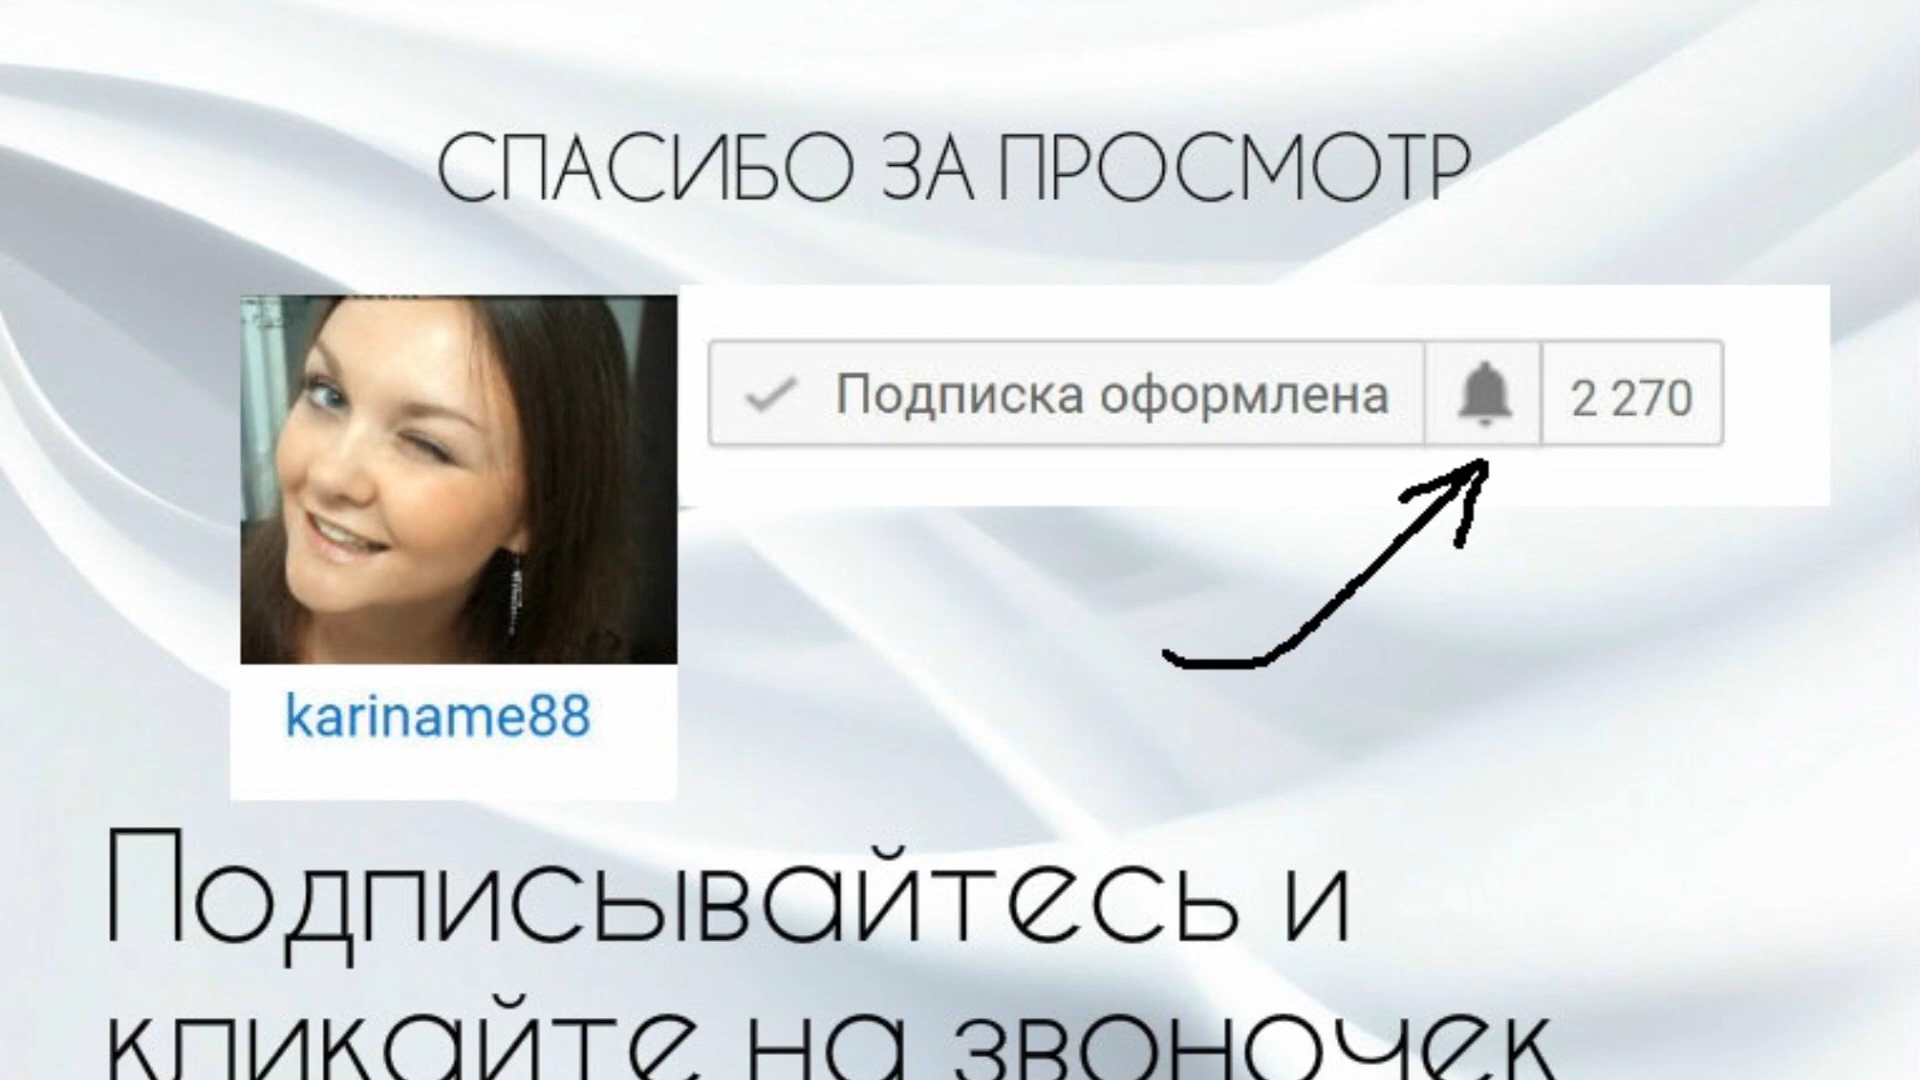 СПАСИБО ЗА ПРОСМОТР
Подписка оформлена 2 270
kariname88
Подписывайтесь и
кликайте на звоночек